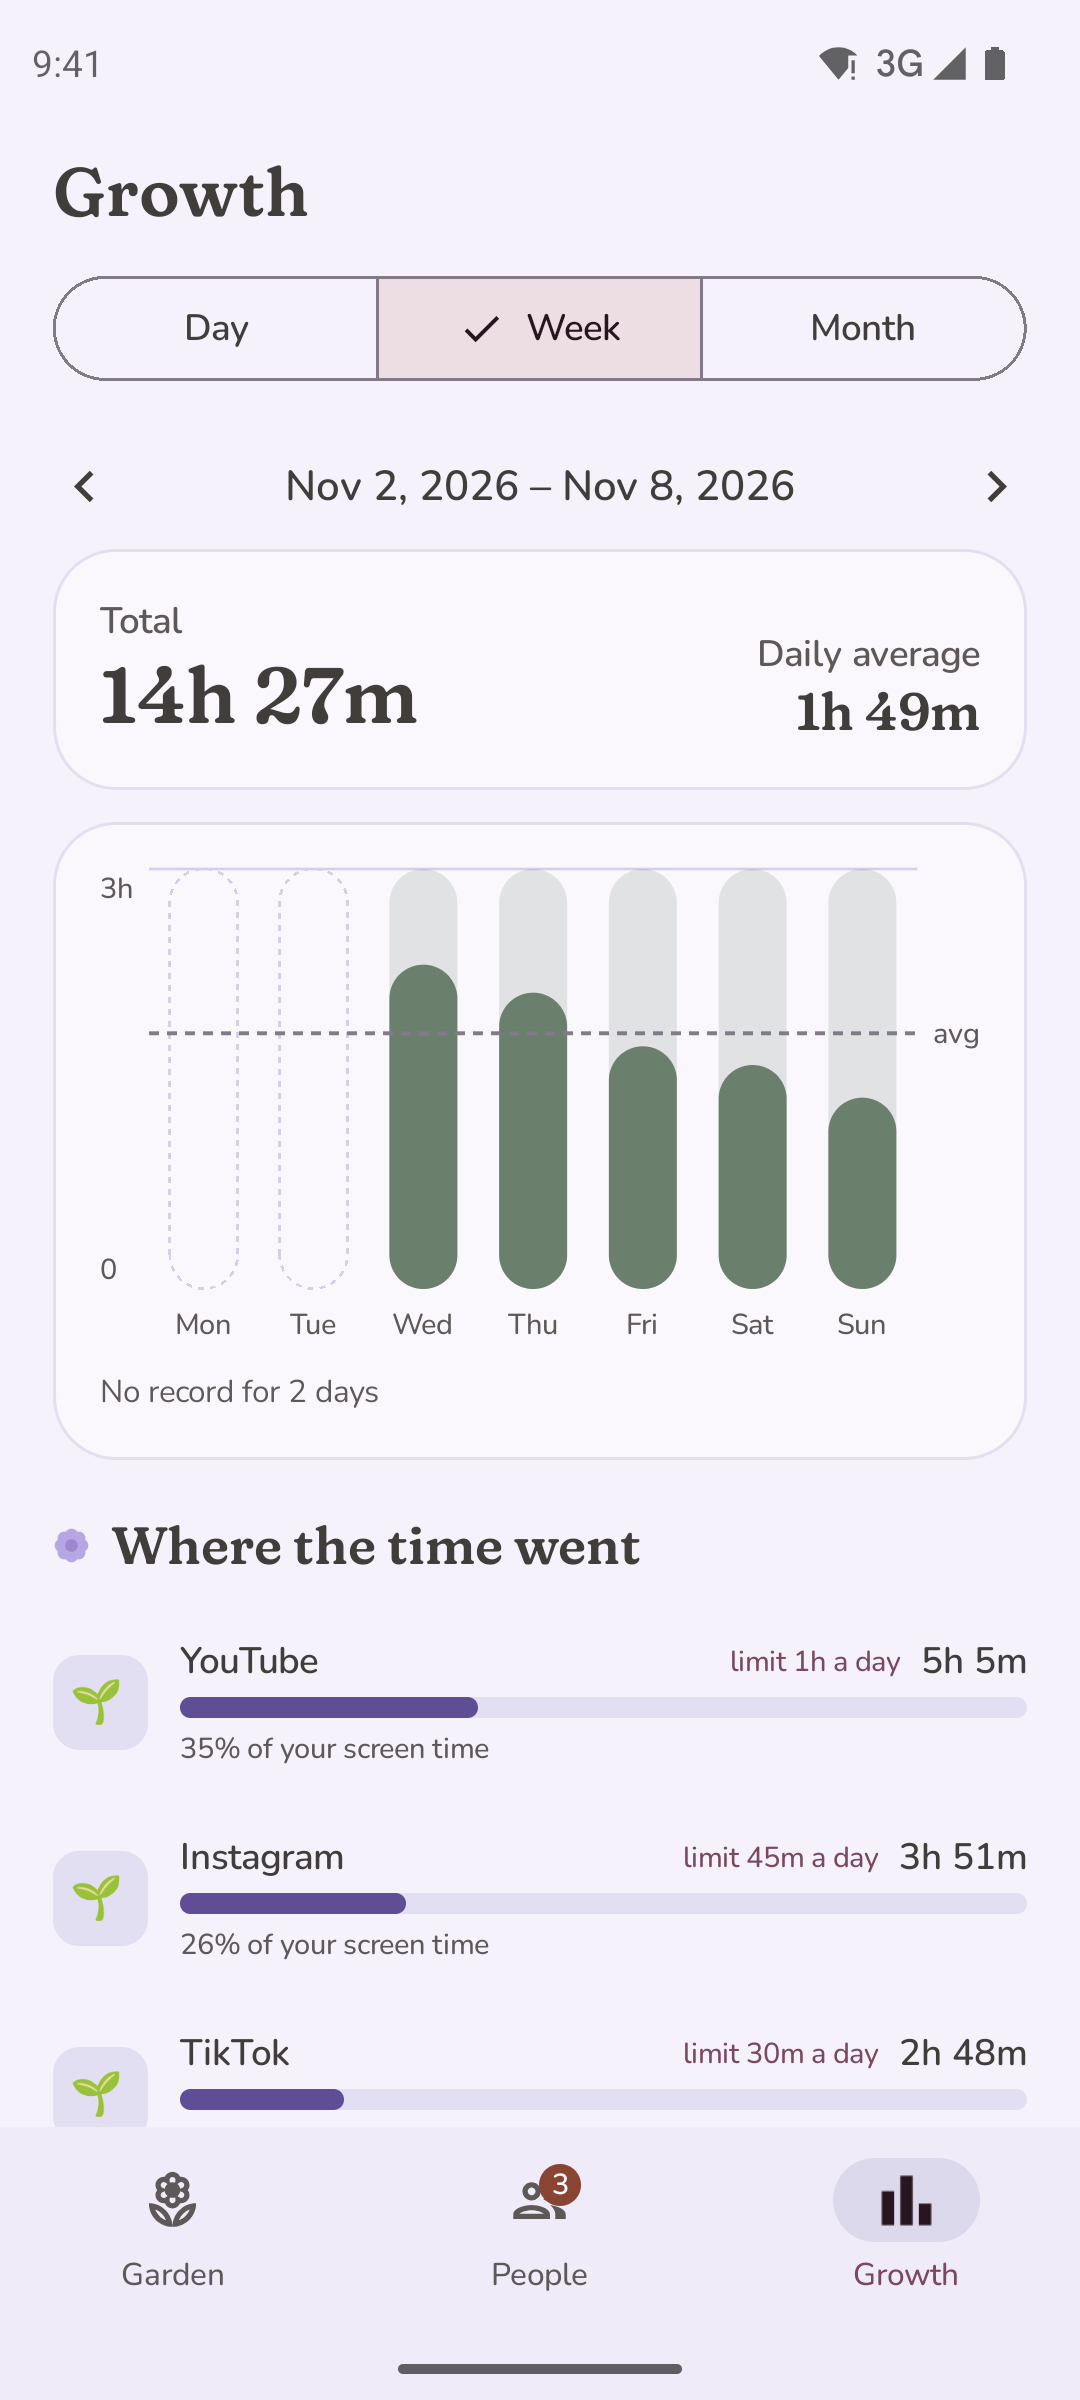 9:41
3G
Growth
Day
Week
Month
Nov 2, 2026 – Nov 8, 2026
Total
14h 27m
Daily average
1h 49m
3h
avg
0
Mon Tue Wed Thu Fri Sat Sun
No record for 2 days
Where the time went
YouTube limit 1h a day 5h 5m
35% of your screen time
Instagram limit 45m a day 3h 51m
26% of your screen time
TikTok limit 30m a day 2h 48m
3
Garden People Growth